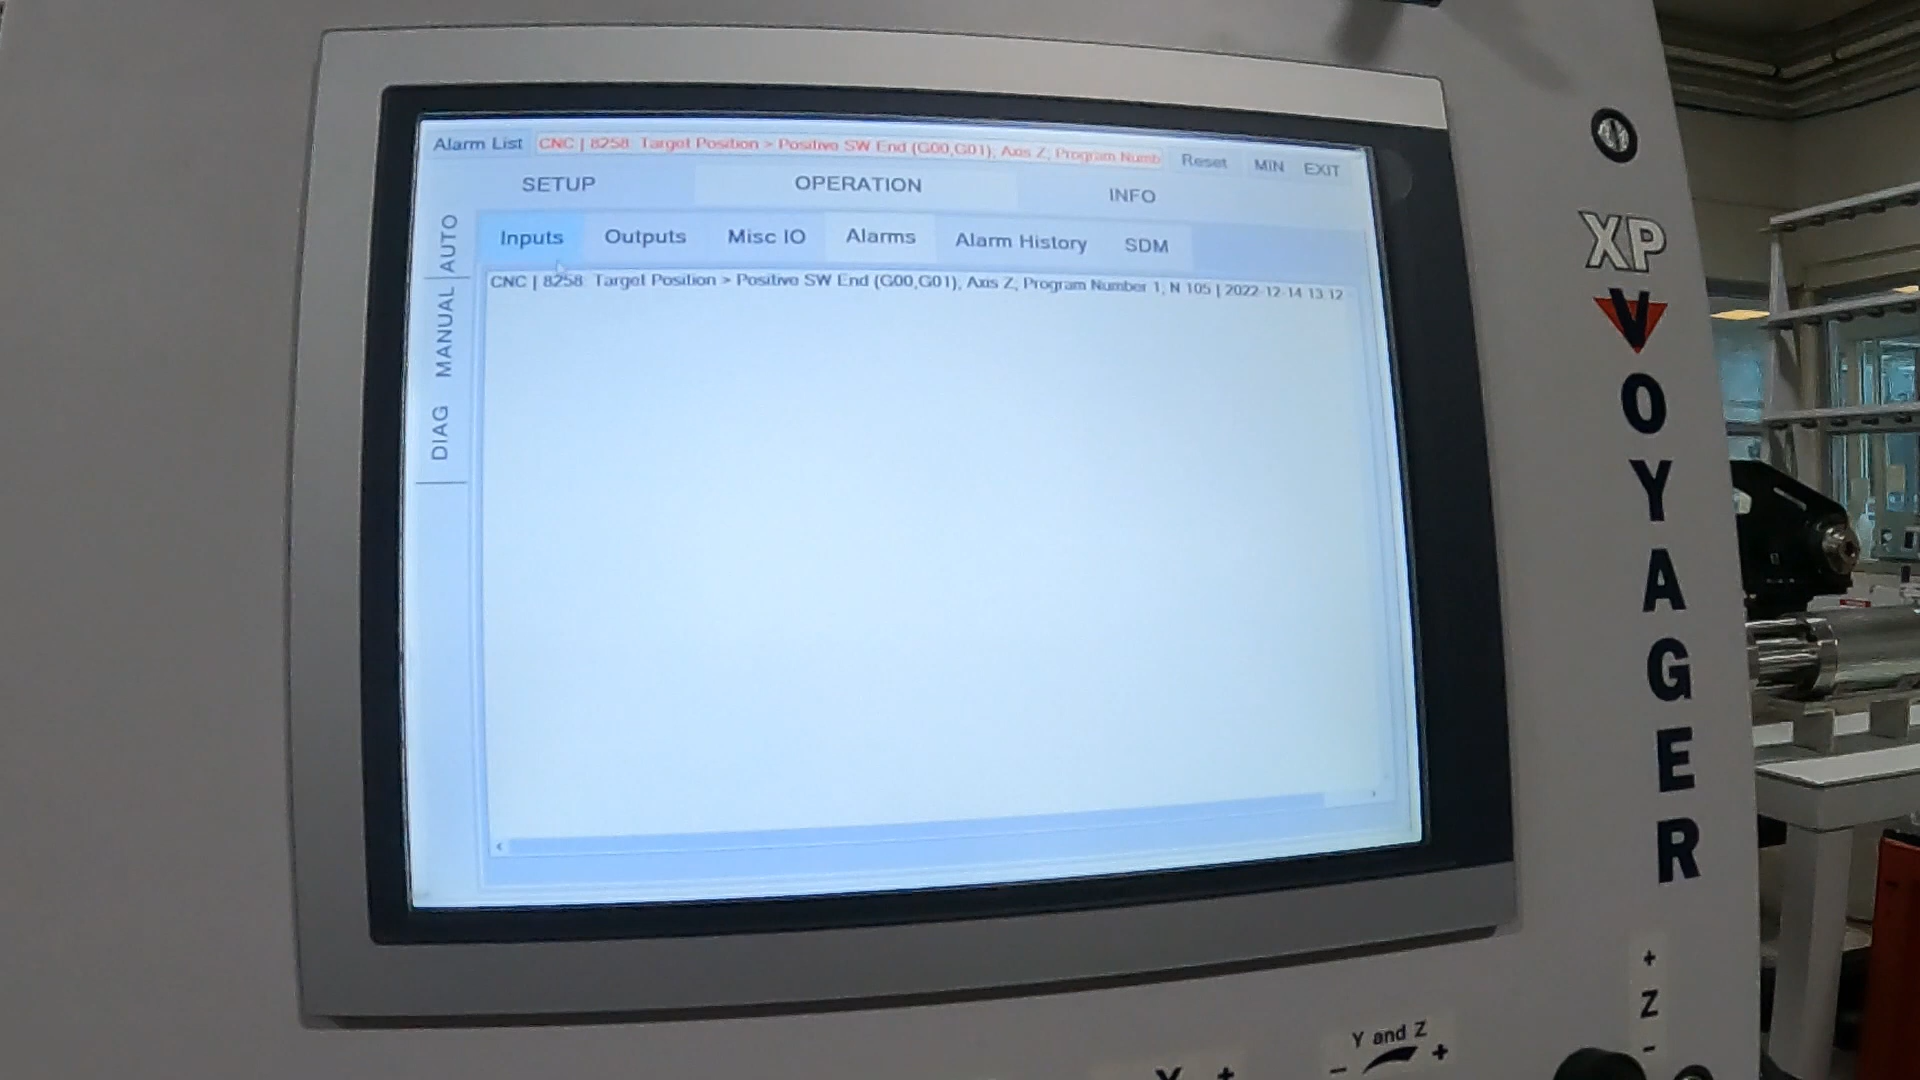 Alarm List CNC | 8258: Target Position > Positive SW End (G00,G01), Axis Z, Program Numb Reset MIN EXIT
SETUP OPERATION INFO
Inputs Outputs Misc IO Alarms Alarm History SDM
CNC | 8258: Target Position > Positive SW End (G00,G01), Axis Z, Program Number 1, N 105 | 2022-12-14 13:12
AUTO
MANUAL
DIAG
XP
VOYAGER
+
Z
-
Y and Z
- +
+